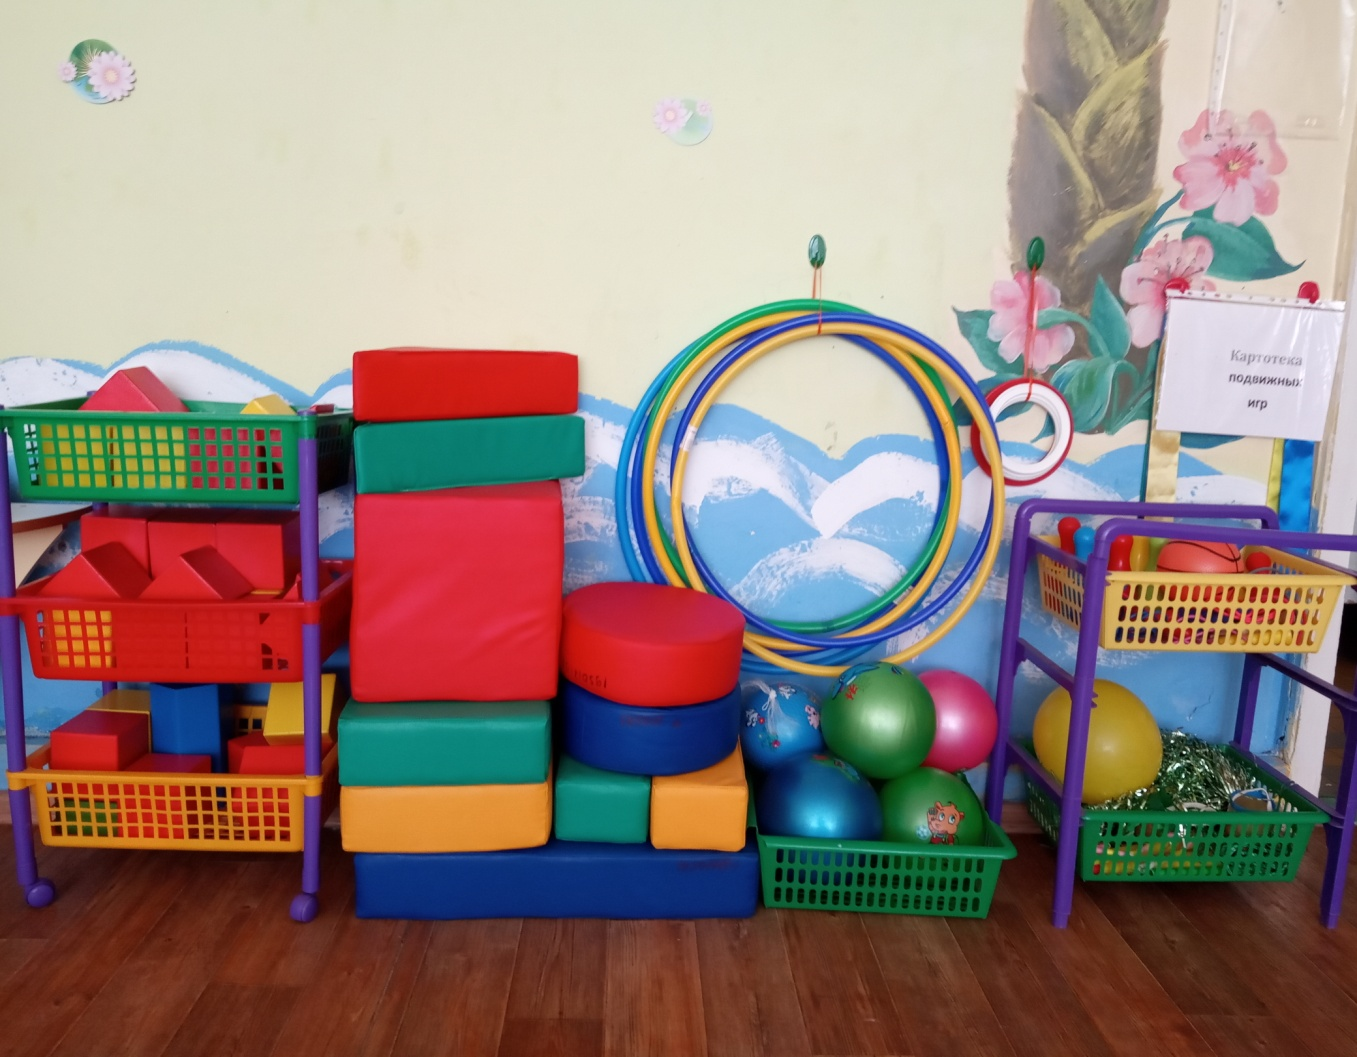 Картотека
подвижных
игр